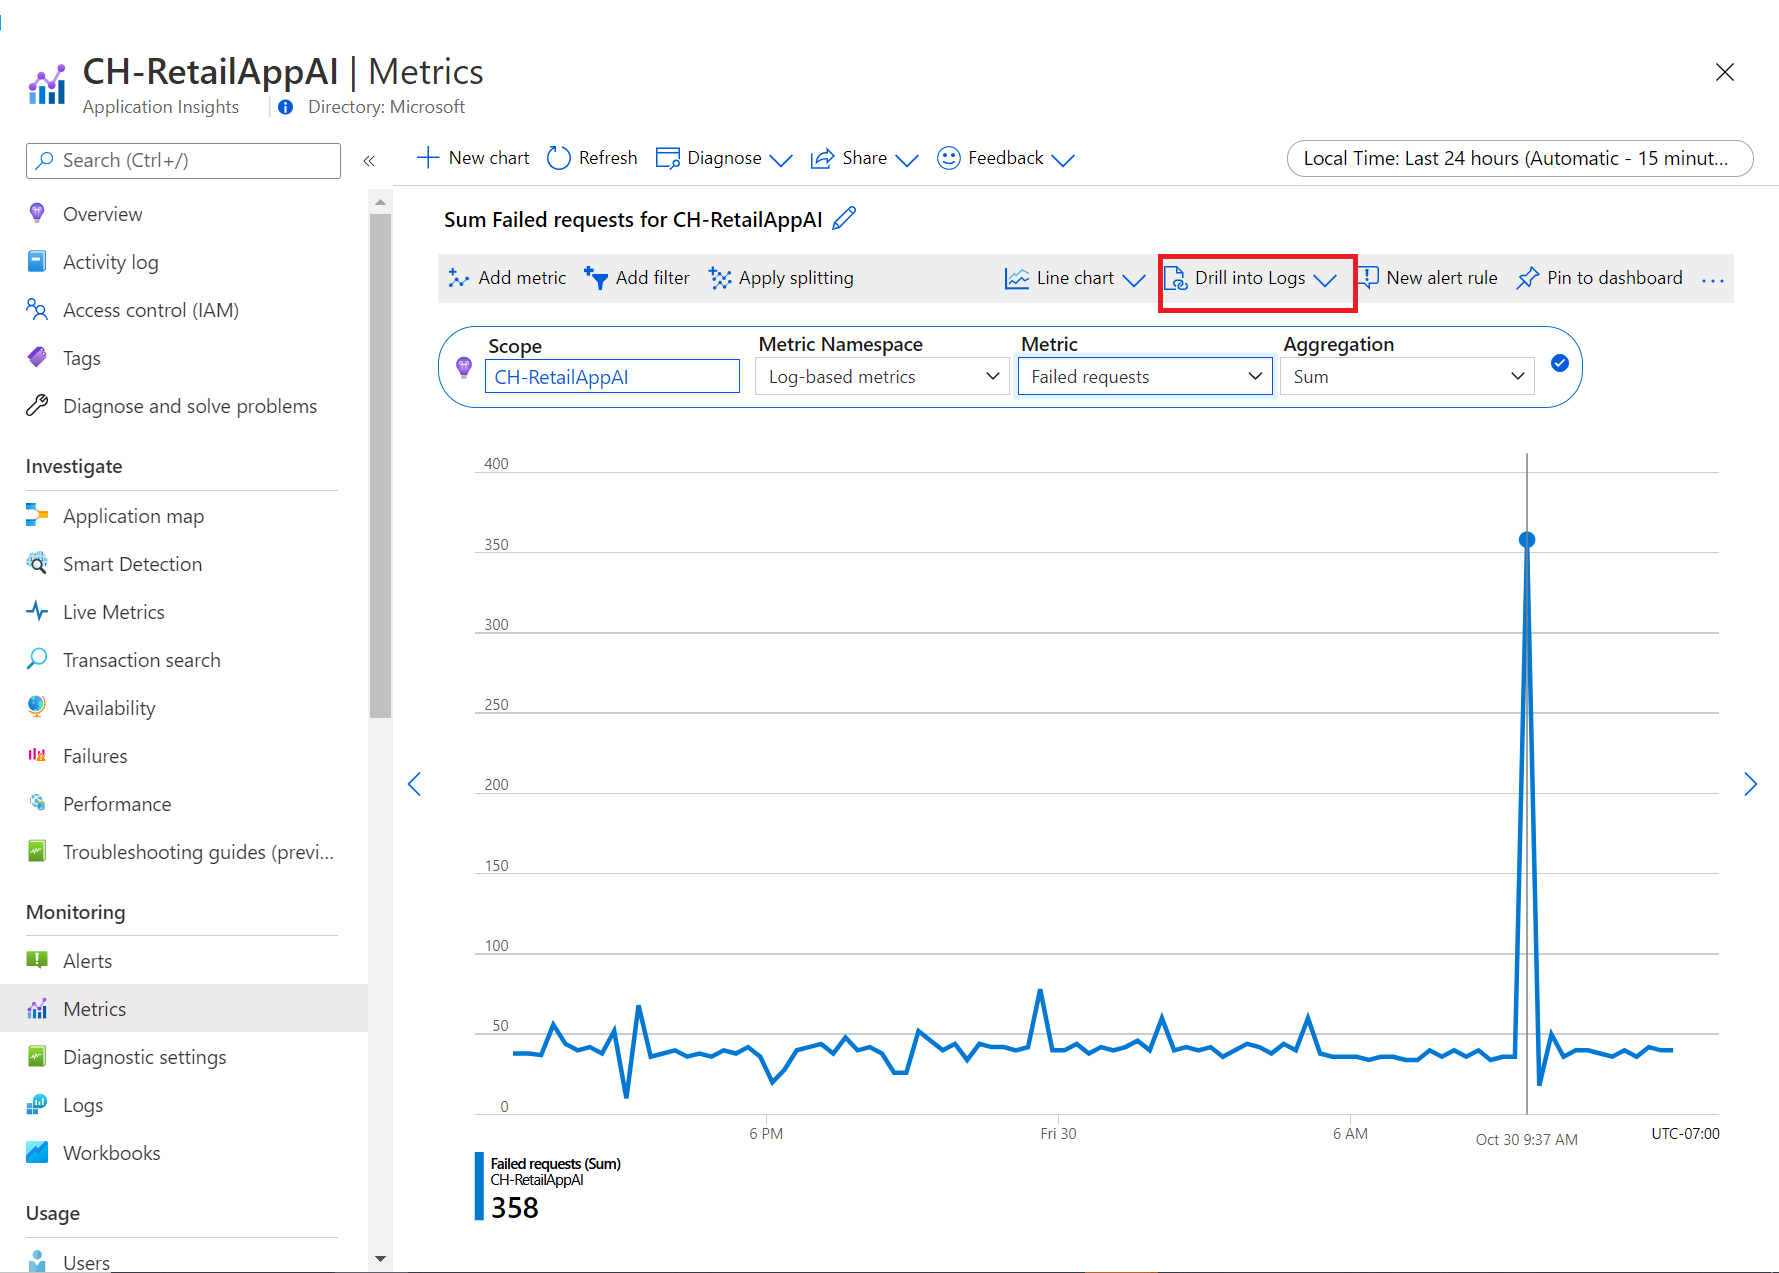 CH-RetailAppAI | Metrics
Application Insights
Directory: Microsoft
Search (Ctrl+/)
«
New chart
Refresh
Diagnose
Share
Feedback
Local Time: Last 24 hours (Automatic - 15 minut...
Overview
Activity log
Access control (IAM)
Tags
Diagnose and solve problems
Investigate
Application map
Smart Detection
Live Metrics
Transaction search
Availability
Failures
Performance
Troubleshooting guides (previ...
Monitoring
Alerts
Metrics
Diagnostic settings
Logs
Workbooks
Usage
Users
Sum Failed requests for CH-RetailAppAI
Add metric
Add filter
Apply splitting
Line chart
Drill into Logs
New alert rule
Pin to dashboard
...
Scope
CH-RetailAppAI
Metric Namespace
Log-based metrics
Metric
Failed requests
Aggregation
Sum
400
350
300
250
200
150
100
50
0
6 PM
Fri 30
6 AM
Oct 30 9:37 AM
UTC-07:00
Failed requests (Sum)
CH-RetailAppAI
358